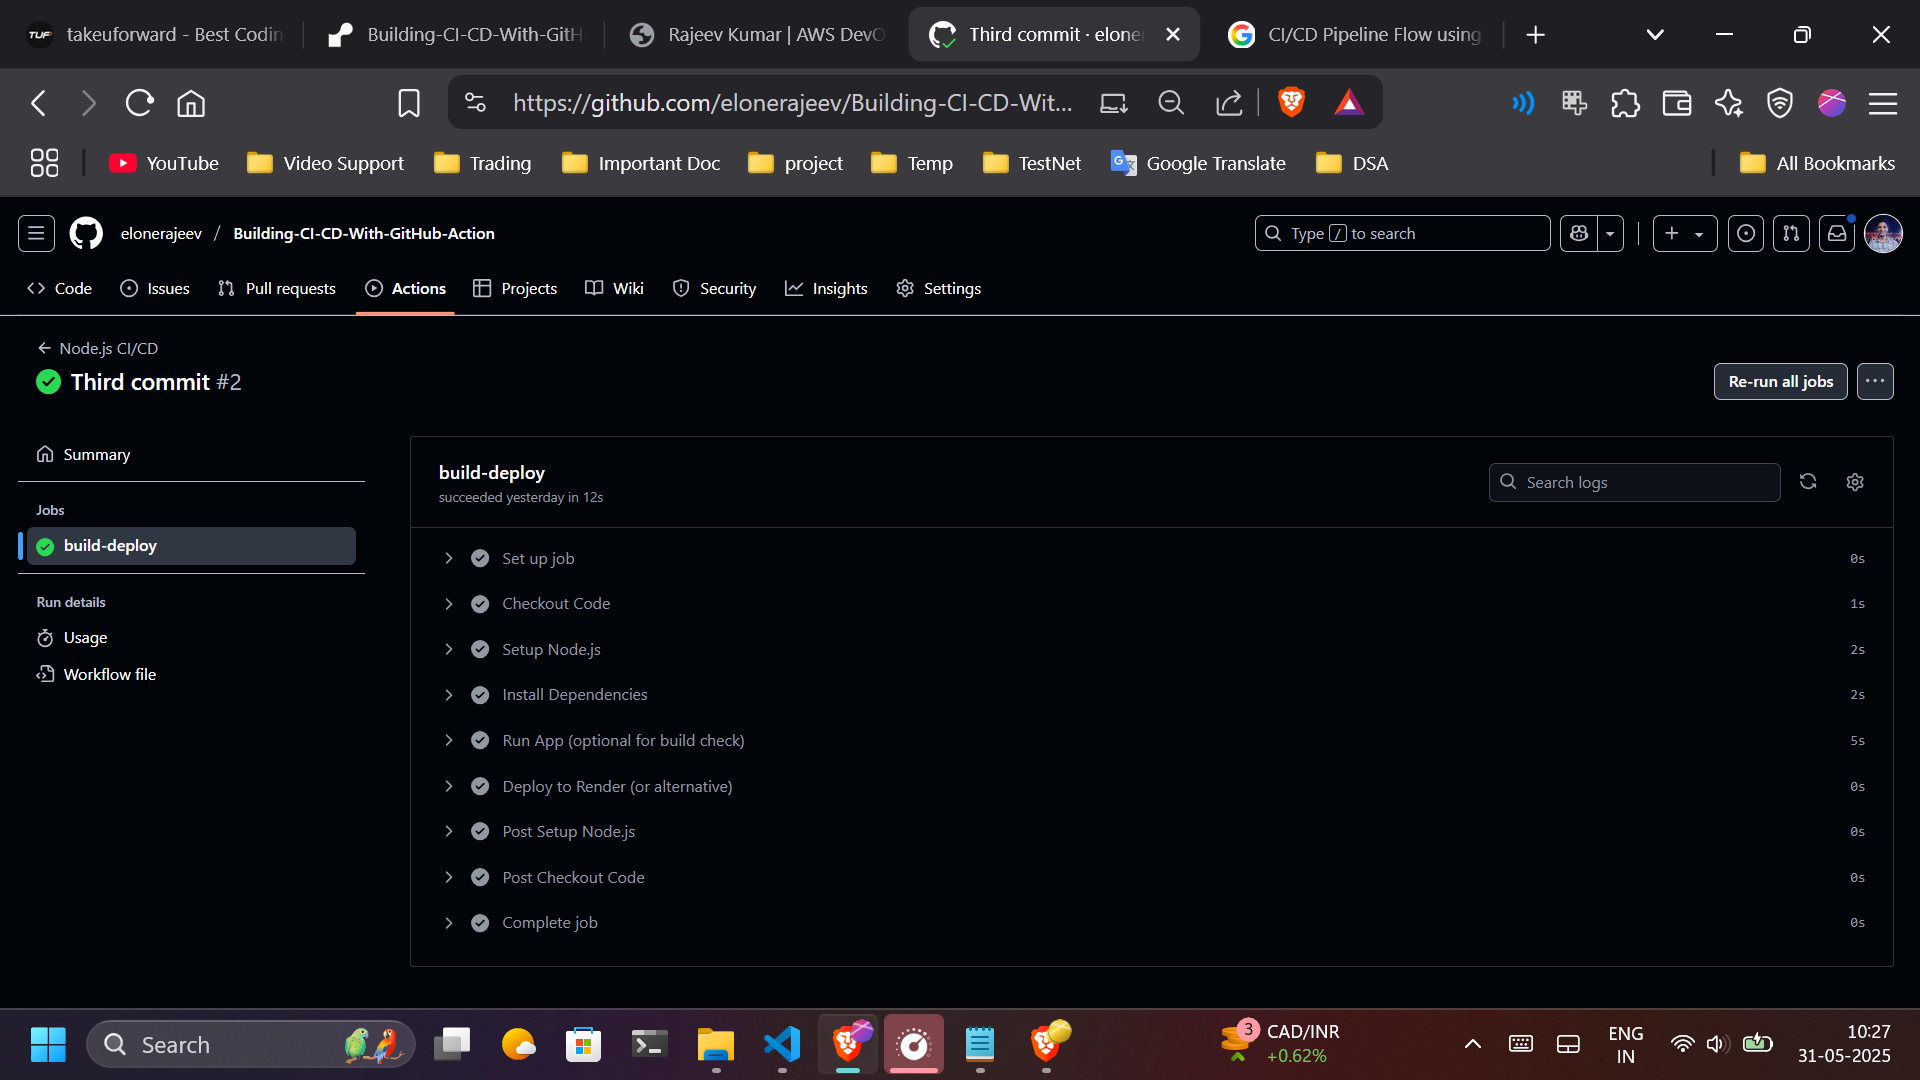 TUF takeuforward - Best Codin
Building-CI-CD-With-GitH
Rajeev Kumar | AWS DevO
Third commit · elone
CI/CD Pipeline Flow using
https://github.com/elonerajeev/Building-CI-CD-Wit...
YouTube
Video Support
Trading
Important Doc
project
Temp
TestNet
Google Translate
DSA
All Bookmarks
elonerajeev / Building-CI-CD-With-GitHub-Action
Type / to search
Code
Issues
Pull requests
Actions
Projects
Wiki
Security
Insights
Settings
Node.js CI/CD
Third commit #2
Re-run all jobs
Summary
Jobs
build-deploy
Run details
Usage
Workflow file
build-deploy
succeeded yesterday in 12s
Search logs
Set up job 0s
Checkout Code 1s
Setup Node.js 2s
Install Dependencies 2s
Run App (optional for build check) 5s
Deploy to Render (or alternative) 0s
Post Setup Node.js 0s
Post Checkout Code 0s
Complete job 0s
Search
3
CAD/INR
+0.62%
ENG
IN
10:27
31-05-2025